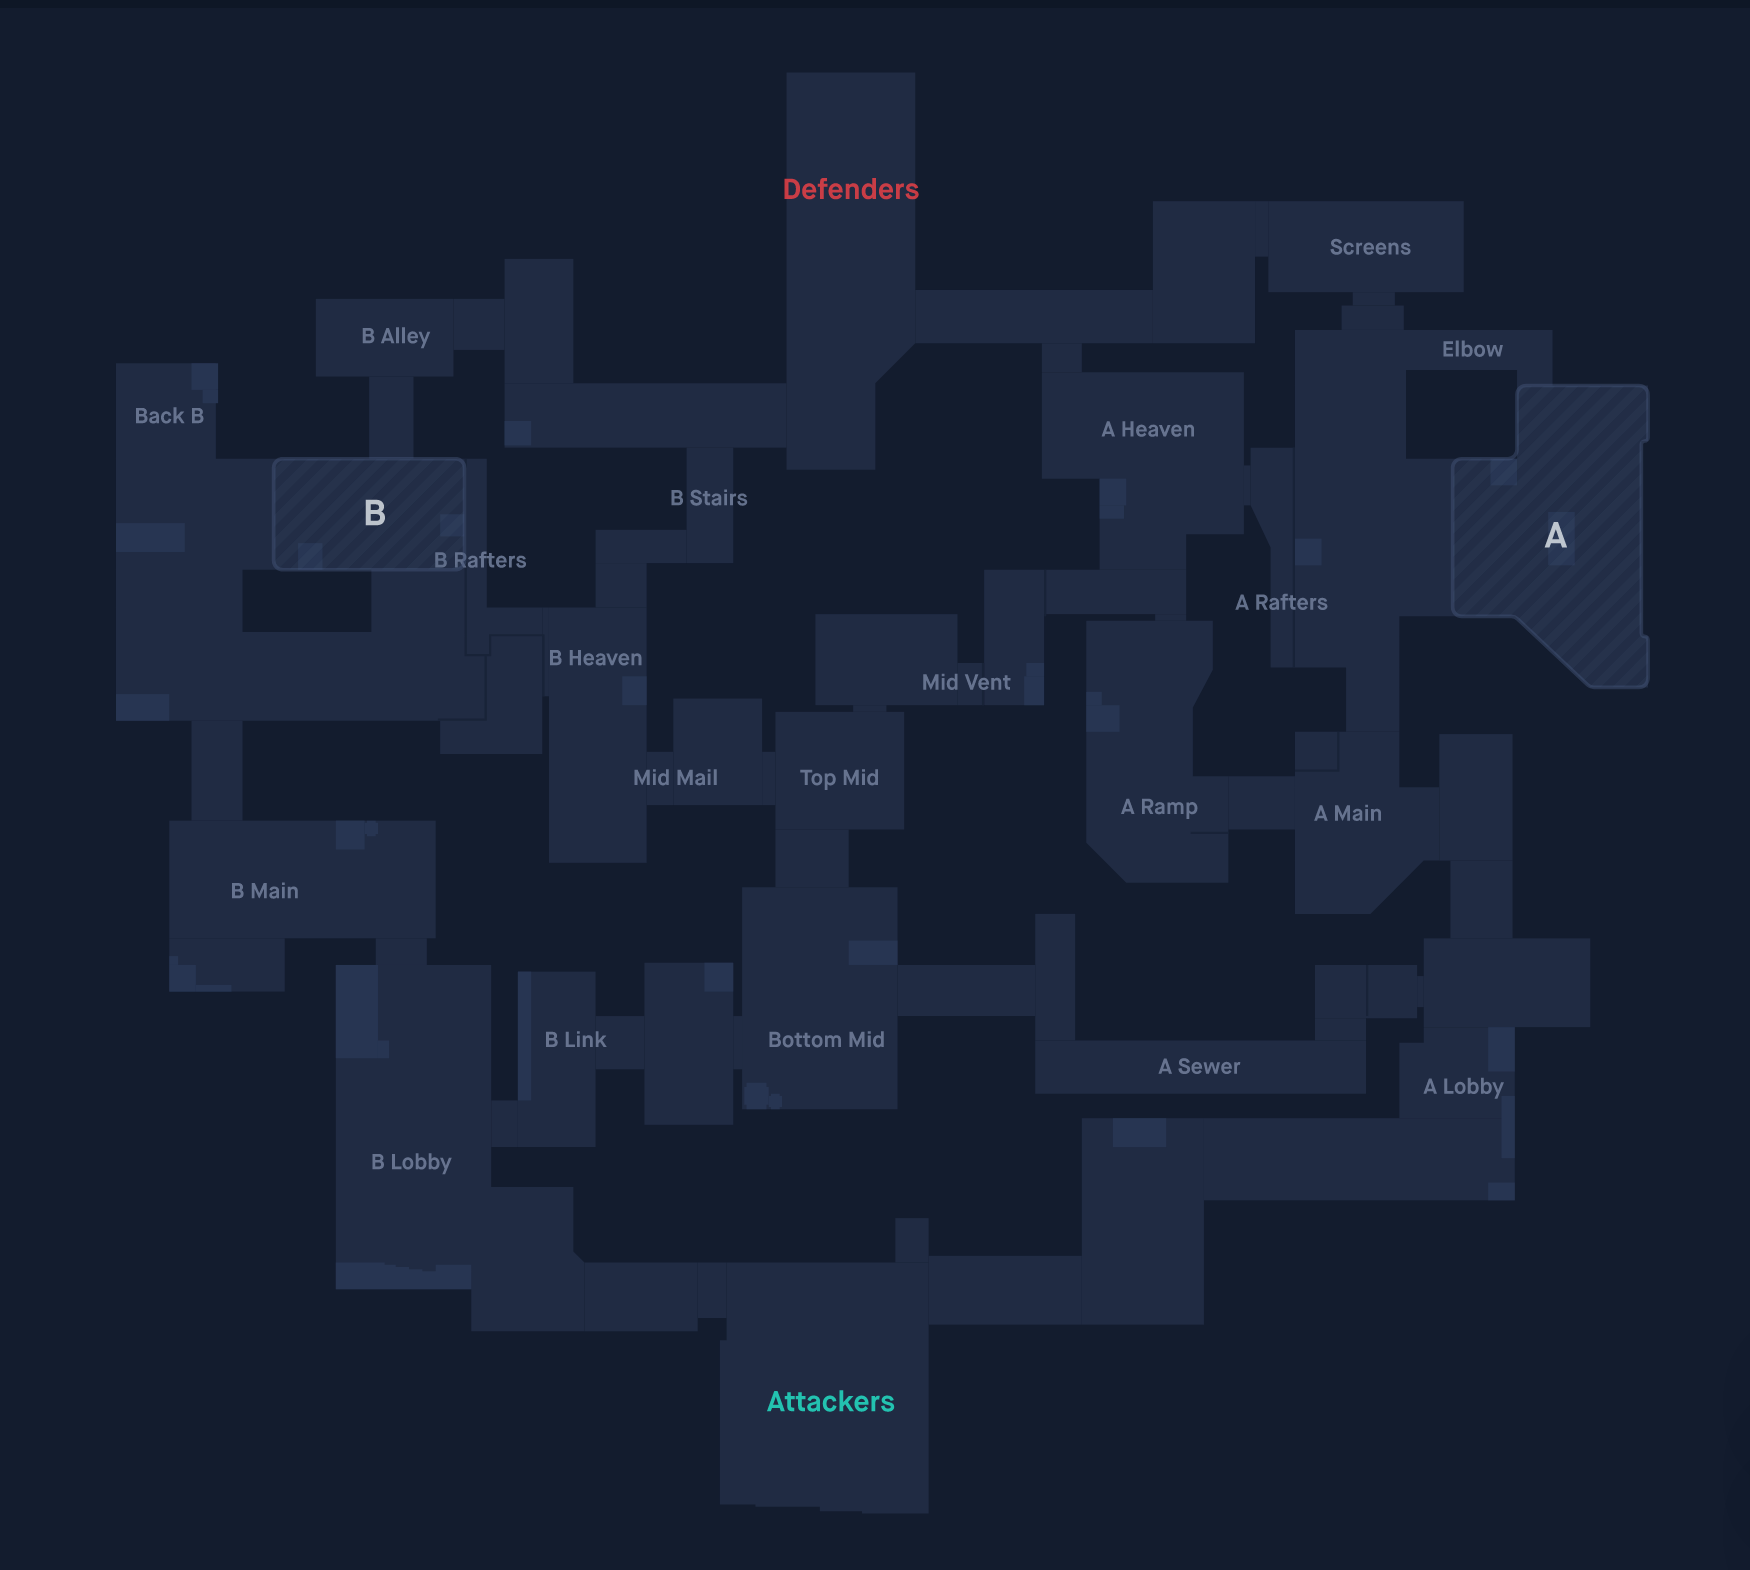 Defenders
Screens
B Alley
Elbow
Back B
A Heaven
B Stairs
B
A
B Rafters
A Rafters
B Heaven
Mid Vent
Mid Mail
Top Mid
A Ramp
A Main
B Main
B Link
Bottom Mid
A Sewer
A Lobby
B Lobby
Attackers